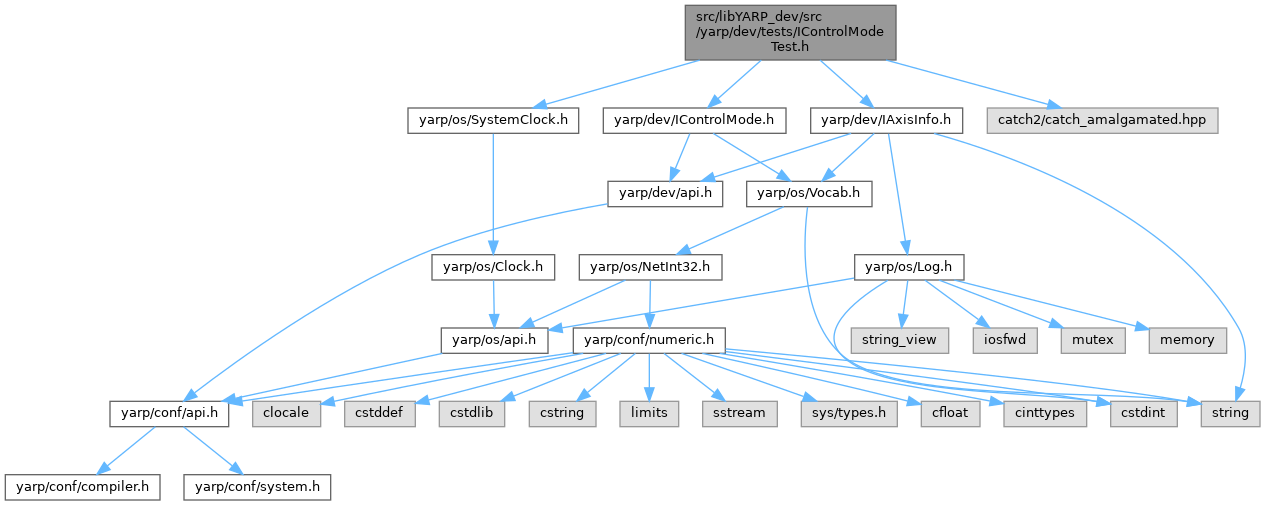 src/libYARP_dev/src
/yarp/dev/tests/IControlMode
Test.h
yarp/os/SystemClock.h
yarp/dev/IControlMode.h
yarp/dev/IAxisInfo.h
catch2/catch_amalgamated.hpp
yarp/dev/api.h
yarp/os/Vocab.h
yarp/os/Clock.h
yarp/os/NetInt32.h
yarp/os/Log.h
yarp/os/api.h
yarp/conf/numeric.h
string_view
iosfwd
mutex
memory
yarp/conf/api.h
clocale
cstddef
cstdlib
cstring
limits
sstream
sys/types.h
cfloat
cinttypes
cstdint
string
yarp/conf/compiler.h
yarp/conf/system.h